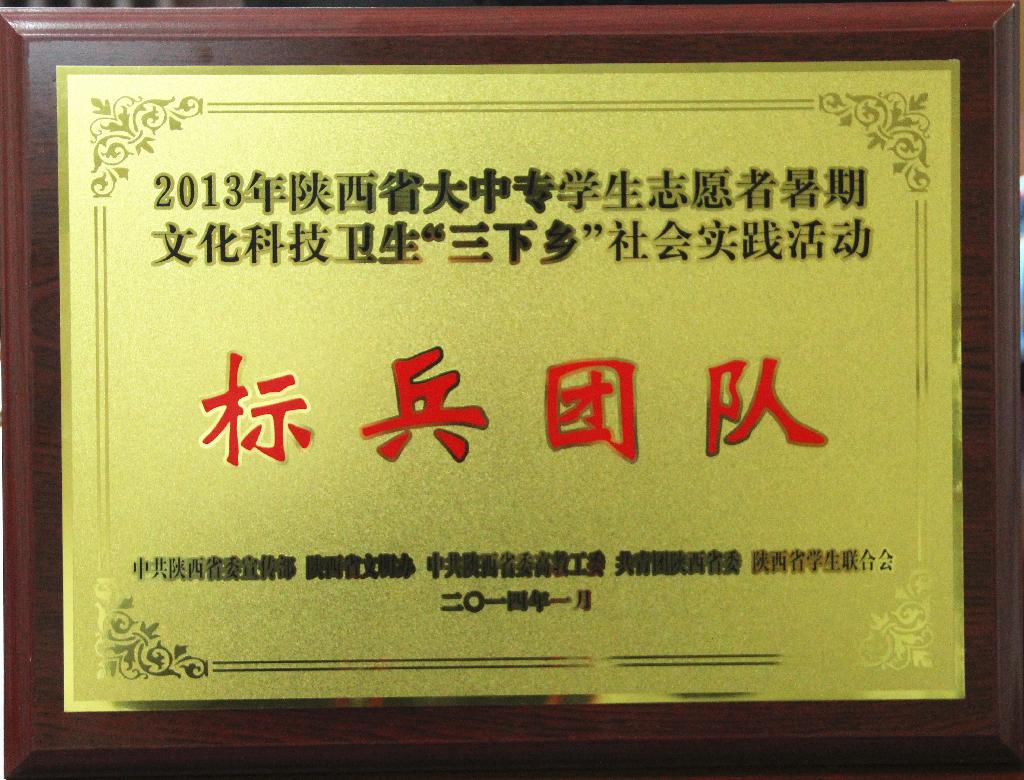 2013年陕西省大中专学生志愿者暑期
文化科技卫生“三下乡”社会实践活动
标兵团队
中共陕西省委宣传部 陕西省文明办 中共陕西省委高教工委 共青团陕西省委 陕西省学生联合会
二〇一四年一月